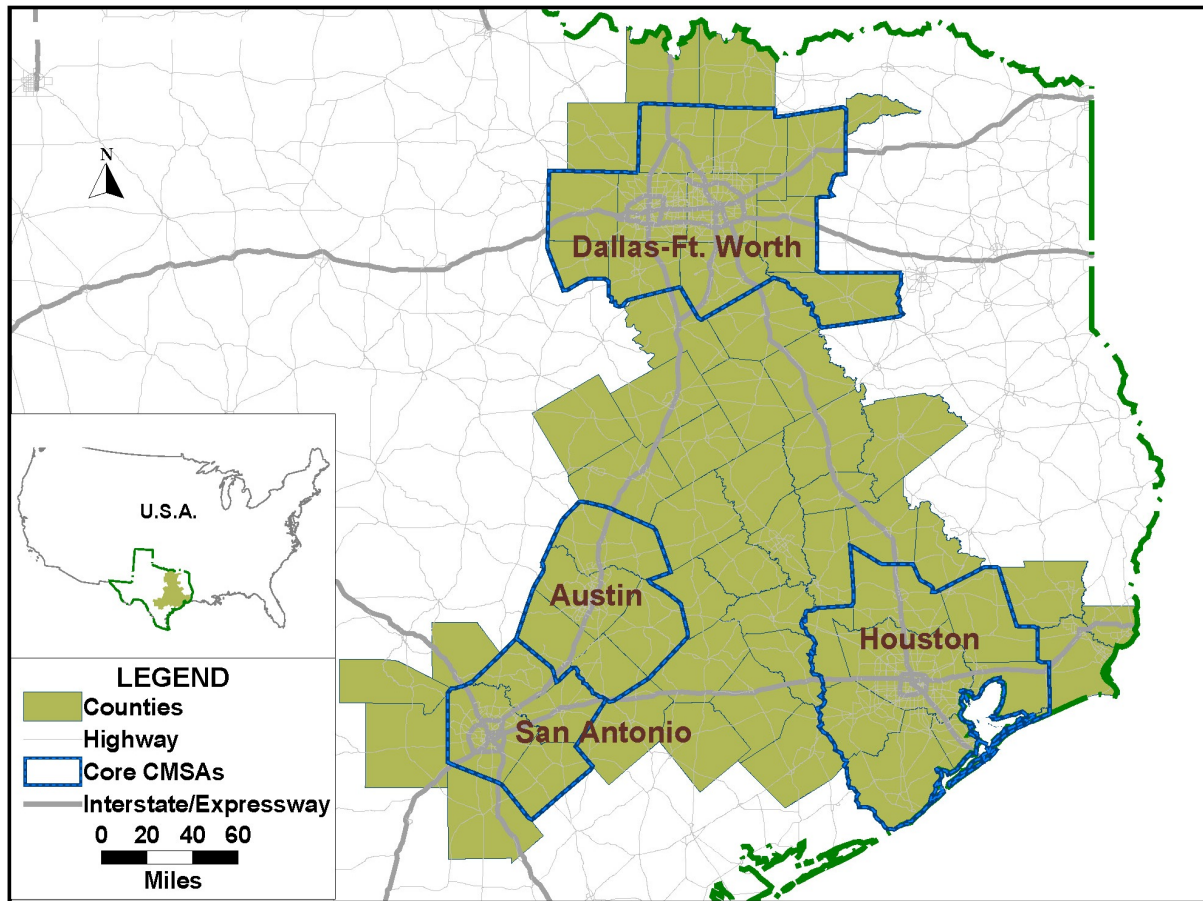 N
Dallas-Ft. Worth
Austin
Houston
San Antonio
U.S.A.
LEGEND
Counties
Highway
Core CMSAs
Interstate/Expressway
0 20 40 60
Miles